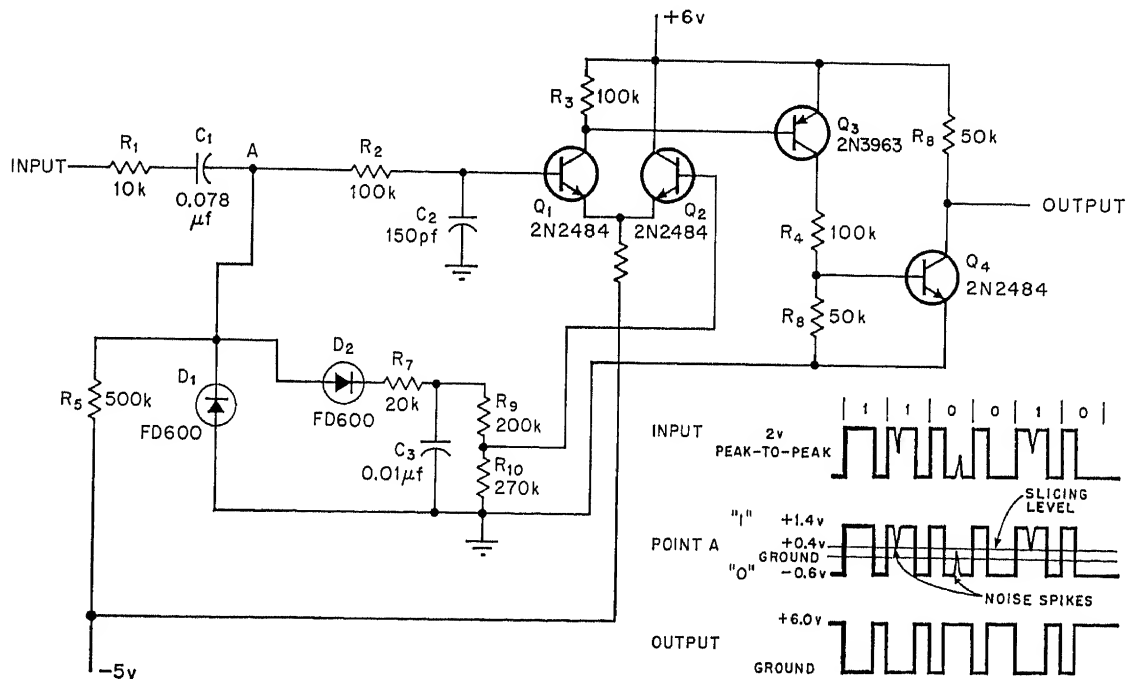 +6v
R3 100k
INPUT
R1
10k
C1
0.078
μf
A
R2
100k
C2
150pf
Q1
2N2484
Q2
2N2484
Q3
2N3963
R8 50k
OUTPUT
R4 100k
Q4
2N2484
R8 50k
R5 500k
D1
FD600
D2
FD600
R7
20k
C3
0.01μf
R9
200k
R10
270k
-5v
1 1 0 0 1 0
INPUT
2v
PEAK-TO-PEAK
SLICING
LEVEL
POINT A
"1" +1.4v
+0.4v
GROUND
"0" -0.6v
NOISE SPIKES
+6.0v
OUTPUT
GROUND